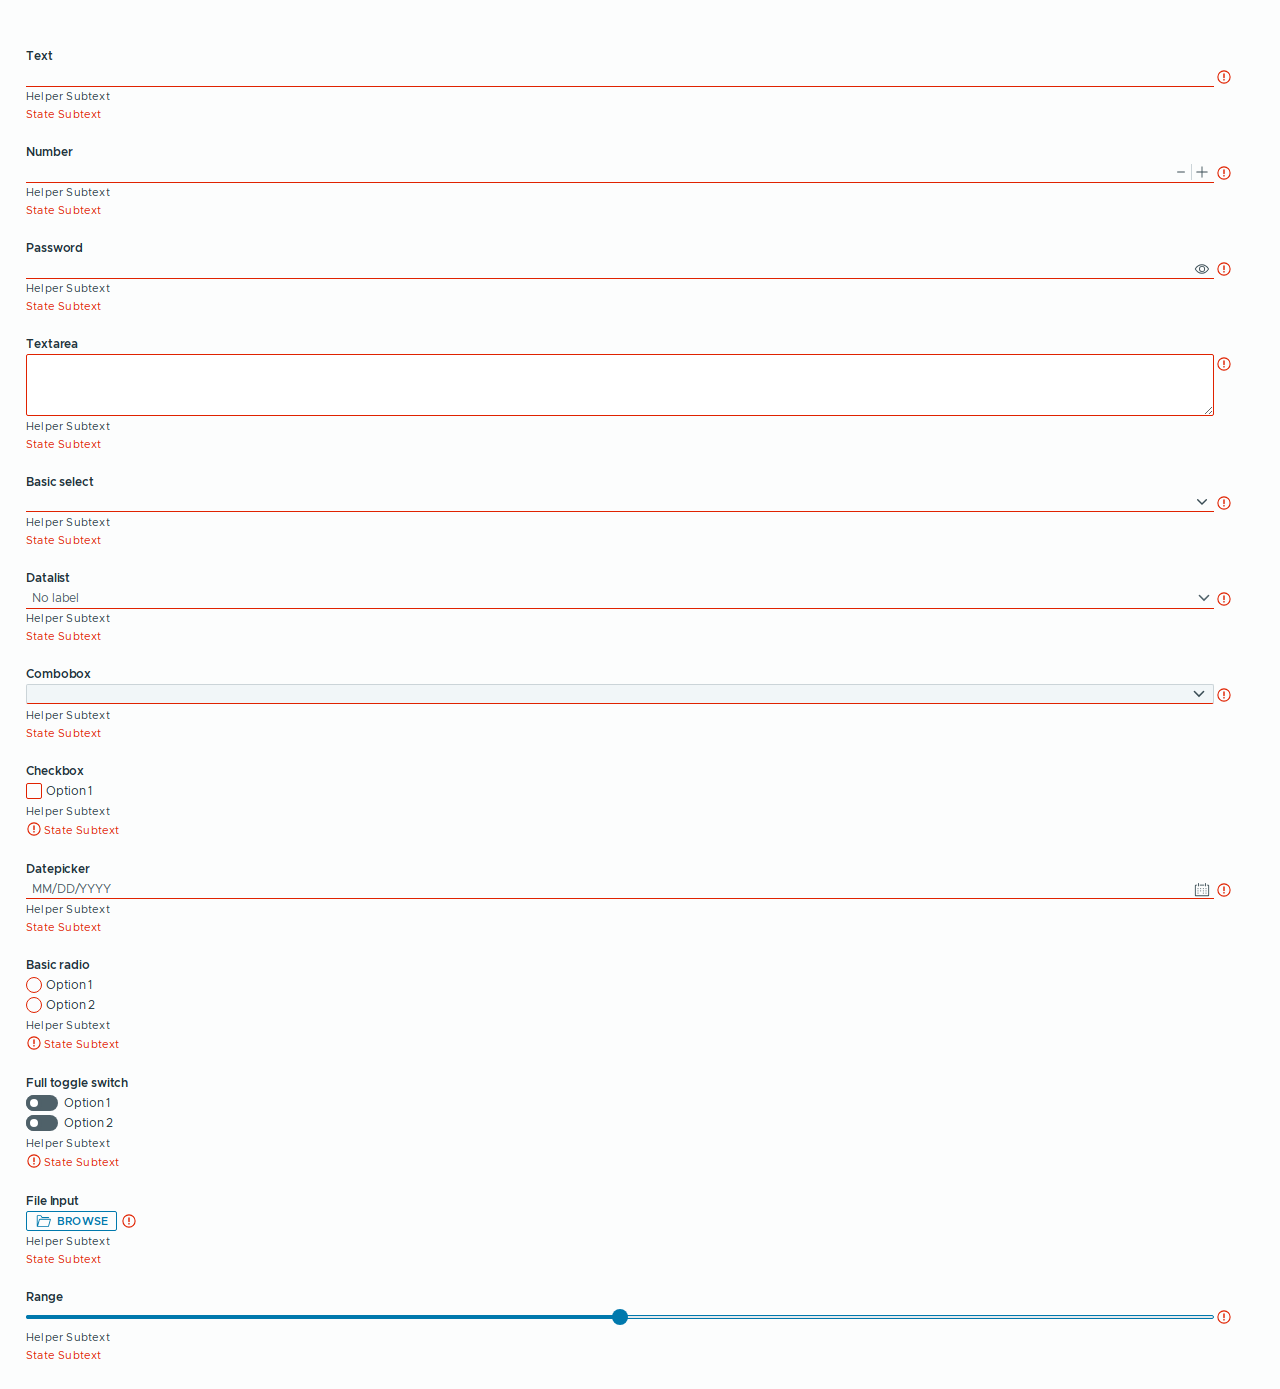 Text
Helper Subtext
State Subtext
Number
Helper Subtext
State Subtext
Password
Helper Subtext
State Subtext
Textarea
Helper Subtext
State Subtext
Basic select
Helper Subtext
State Subtext
Datalist
No label
Helper Subtext
State Subtext
Combobox
Helper Subtext
State Subtext
Checkbox
Option 1
Helper Subtext
State Subtext
Datepicker
MM/DD/YYYY
Helper Subtext
State Subtext
Basic radio
Option 1
Option 2
Helper Subtext
State Subtext
Full toggle switch
Option 1
Option 2
Helper Subtext
State Subtext
File Input
BROWSE
Helper Subtext
State Subtext
Range
Helper Subtext
State Subtext